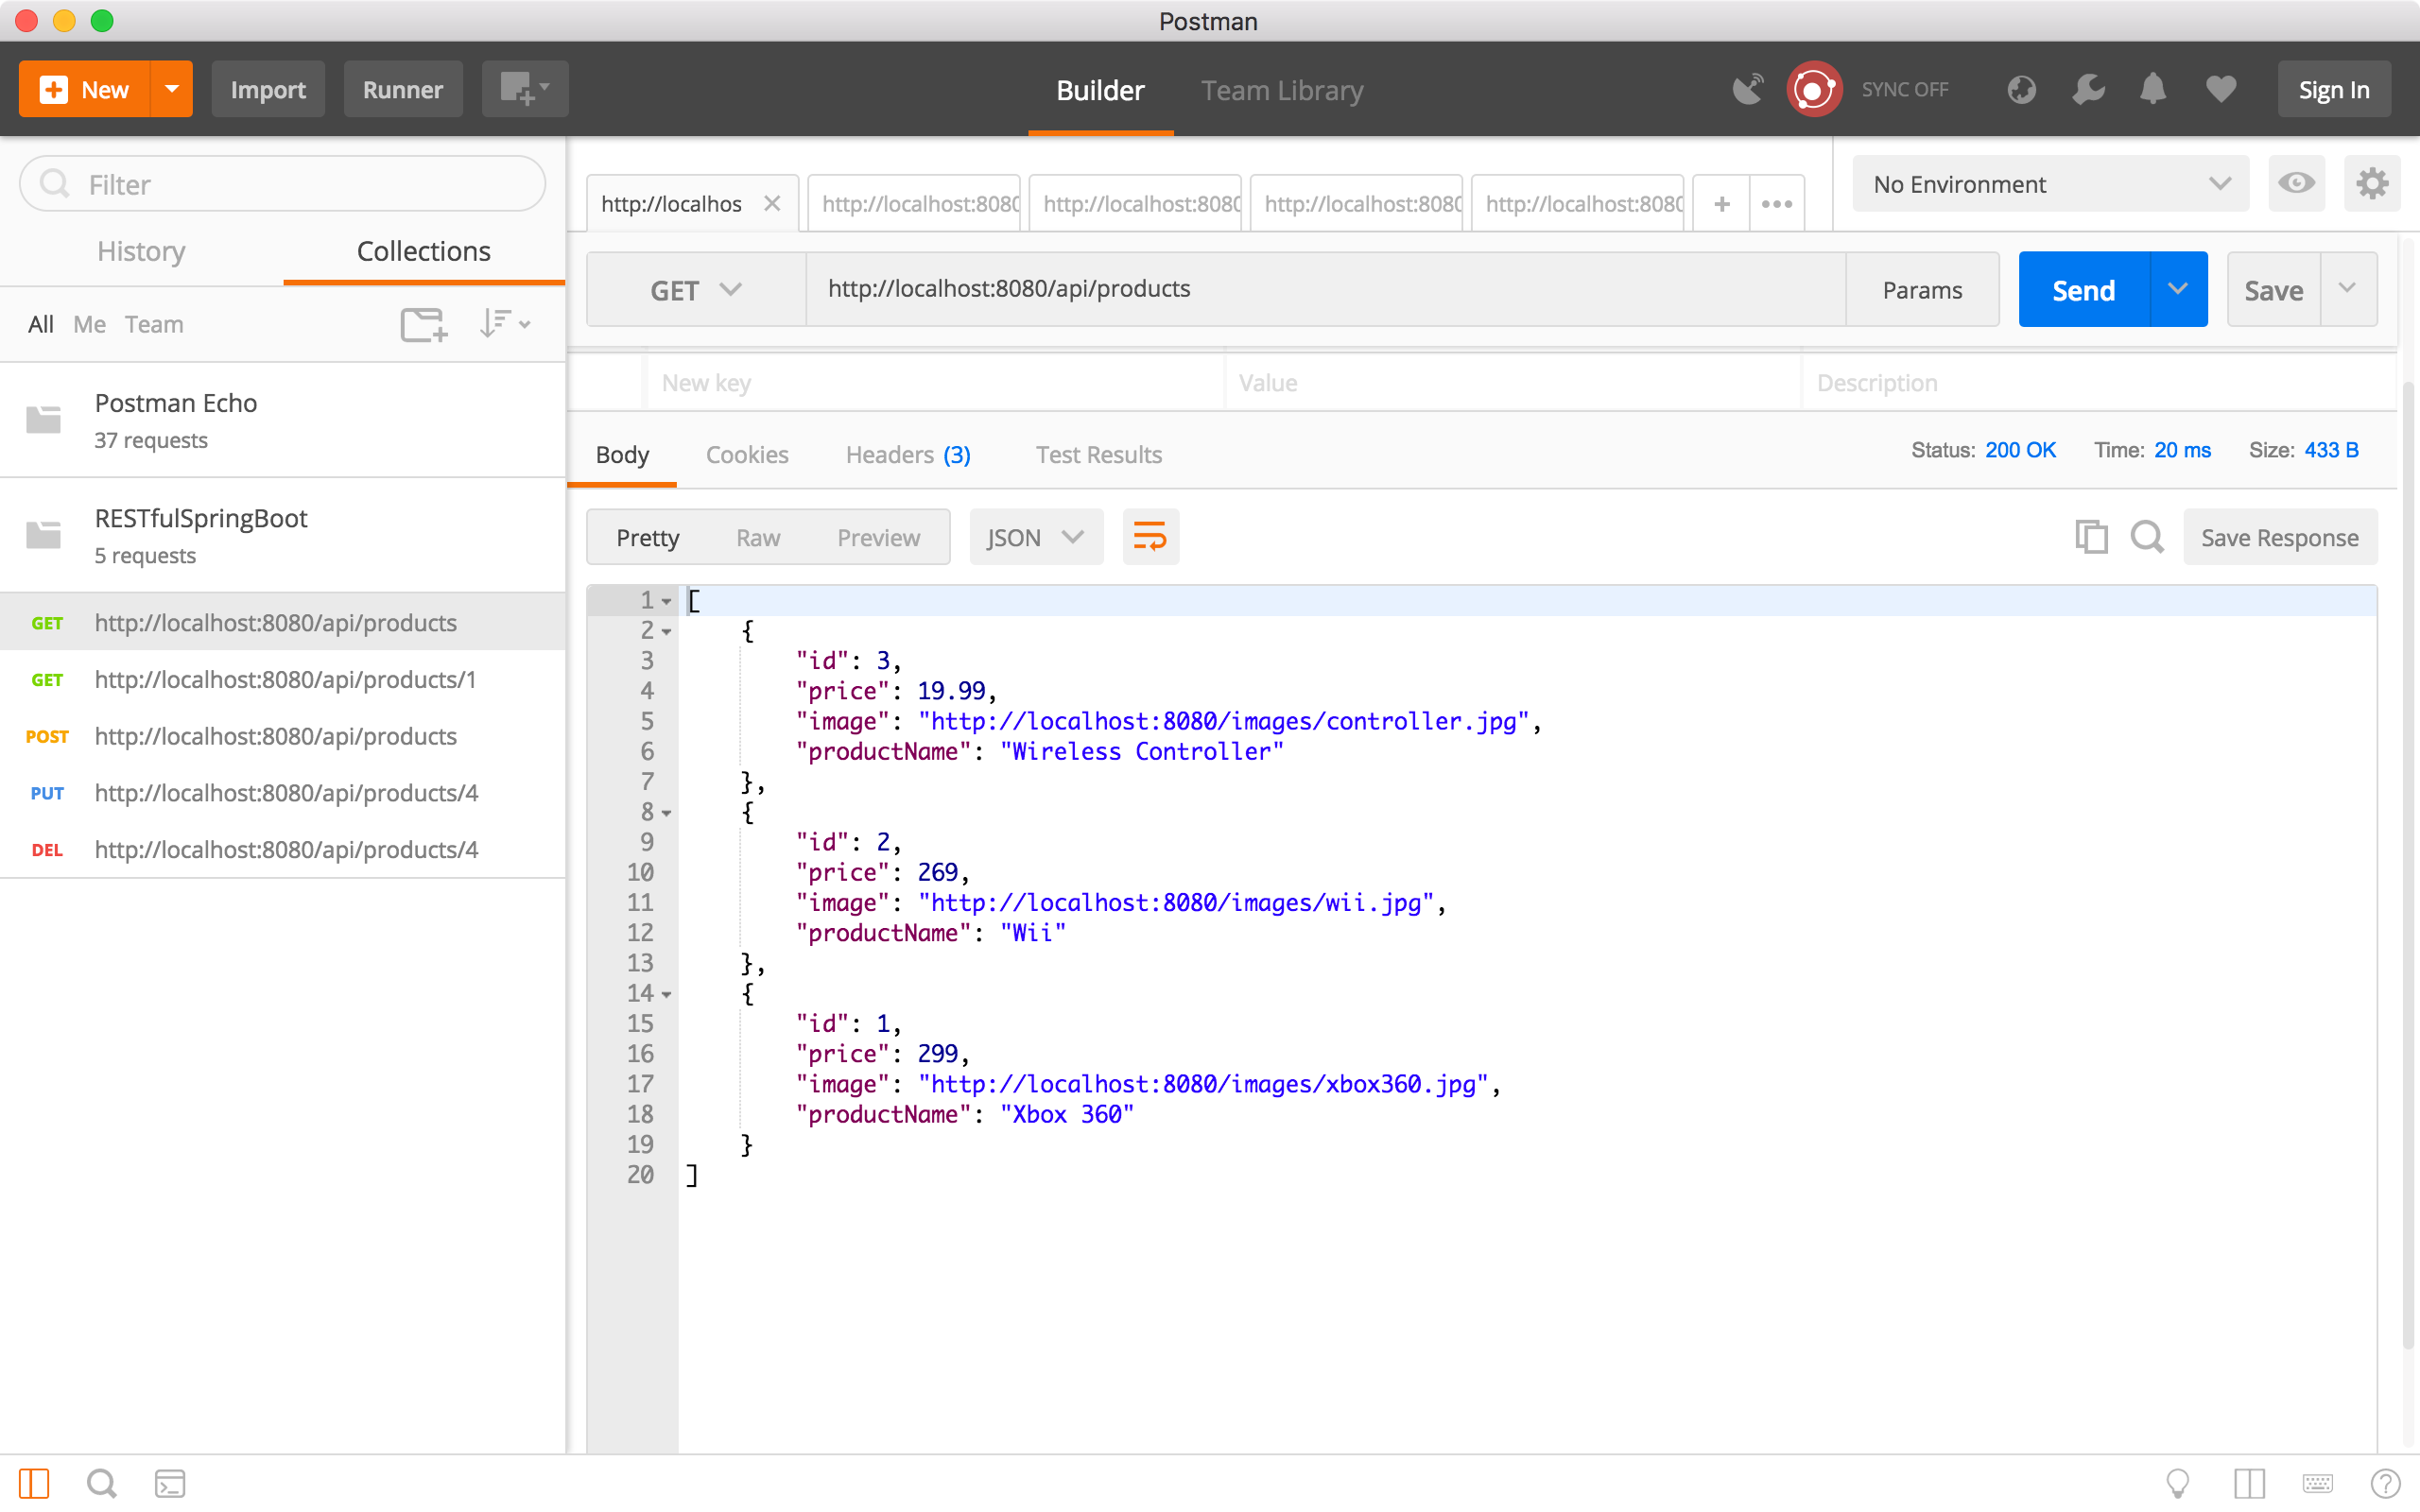 Postman
New Import Runner Builder Team Library SYNC OFF Sign In
Filter
History Collections
All Me Team
Postman Echo
37 requests
RESTfulSpringBoot
5 requests
GET http://localhost:8080/api/products
GET http://localhost:8080/api/products/1
POST http://localhost:8080/api/products
PUT http://localhost:8080/api/products/4
DEL http://localhost:8080/api/products/4
http://localhos http://localhost:8080 http://localhost:8080 http://localhost:8080 http://localhost:8080 No Environment
GET http://localhost:8080/api/products Params Send Save
New key Value Description
Body Cookies Headers (3) Test Results Status: 200 OK Time: 20 ms Size: 433 B
Pretty Raw Preview JSON Save Response
1 [
2 {
3 "id": 3,
4 "price": 19.99,
5 "image": "http://localhost:8080/images/controller.jpg",
6 "productName": "Wireless Controller"
7 },
8 {
9 "id": 2,
10 "price": 269,
11 "image": "http://localhost:8080/images/wii.jpg",
12 "productName": "Wii"
13 },
14 {
15 "id": 1,
16 "price": 299,
17 "image": "http://localhost:8080/images/xbox360.jpg",
18 "productName": "Xbox 360"
19 }
20 ]